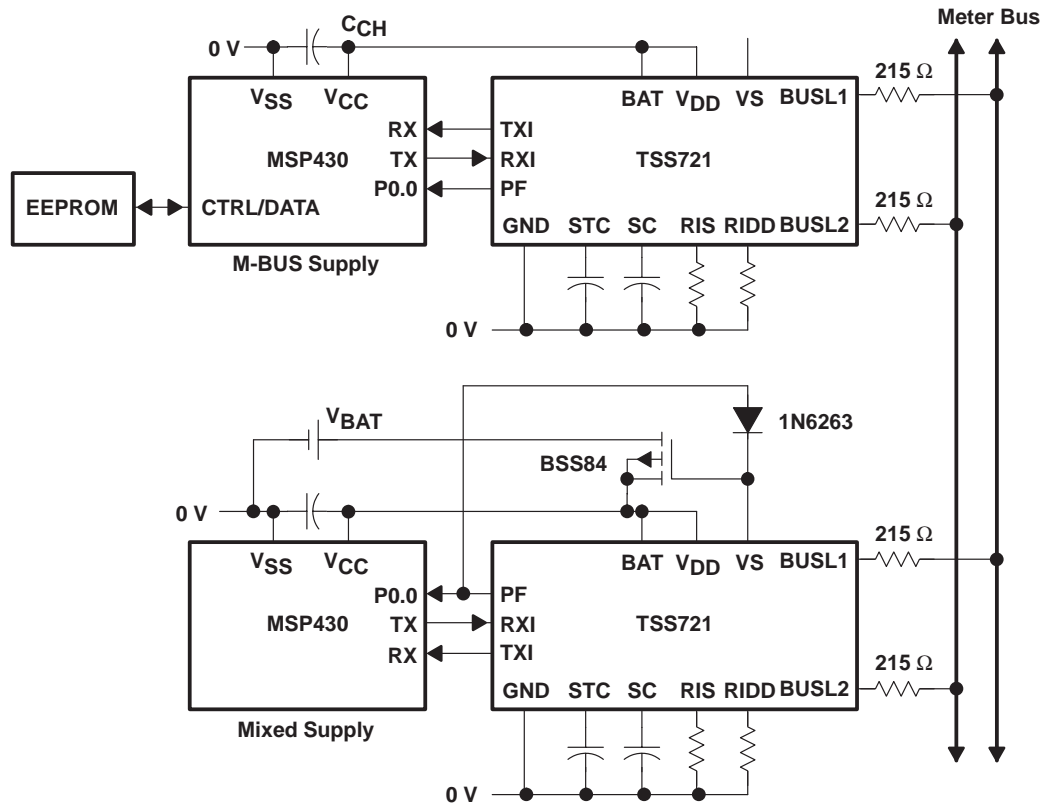 Meter Bus
0 V
CCH
VSS
VCC
BAT
VDD
VS
BUSL1
215 Ω
RX
TXI
MSP430
TX
RXI
TSS721
P0.0
PF
EEPROM
CTRL/DATA
215 Ω
GND
STC
SC
RIS
RIDD
BUSL2
M-BUS Supply
0 V
VBAT
1N6263
BSS84
0 V
VSS
VCC
BAT
VDD
VS
BUSL1
215 Ω
P0.0
PF
MSP430
TX
RXI
TSS721
RX
TXI
215 Ω
GND
STC
SC
RIS
RIDD
BUSL2
Mixed Supply
0 V